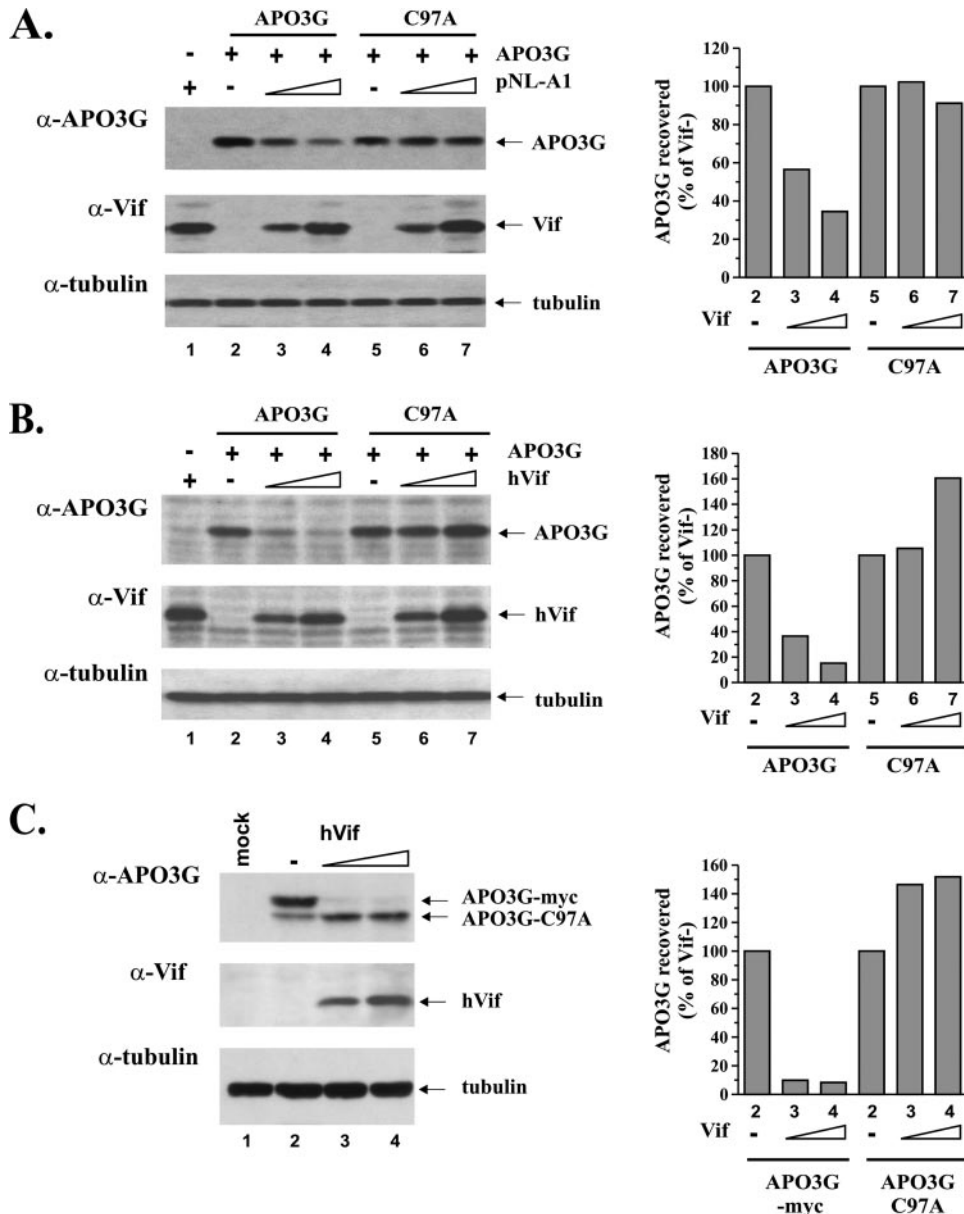 A.
APO3G C97A
- + + + + + + APO3G
+ - - pNL-A1
α-APO3G
APO3G
α-Vif
Vif
α-tubulin
tubulin
1 2 3 4 5 6 7
APO3G recovered
(% of Vif-)
120
100
80
60
40
20
0
2 3 4 5 6 7
Vif - -
APO3G C97A
B.
APO3G C97A
- + + + + + + APO3G
+ - - hVif
α-APO3G
APO3G
α-Vif
hVif
α-tubulin
tubulin
1 2 3 4 5 6 7
APO3G recovered
(% of Vif-)
180
160
140
120
100
80
60
40
20
0
2 3 4 5 6 7
Vif - -
APO3G C97A
C.
mock - hVif
α-APO3G
APO3G-myc
APO3G-C97A
α-Vif
hVif
α-tubulin
tubulin
1 2 3 4
APO3G recovered
(% of Vif-)
160
140
120
100
80
60
40
20
0
2 3 4 2 3 4
Vif - -
APO3G APO3G
-myc C97A